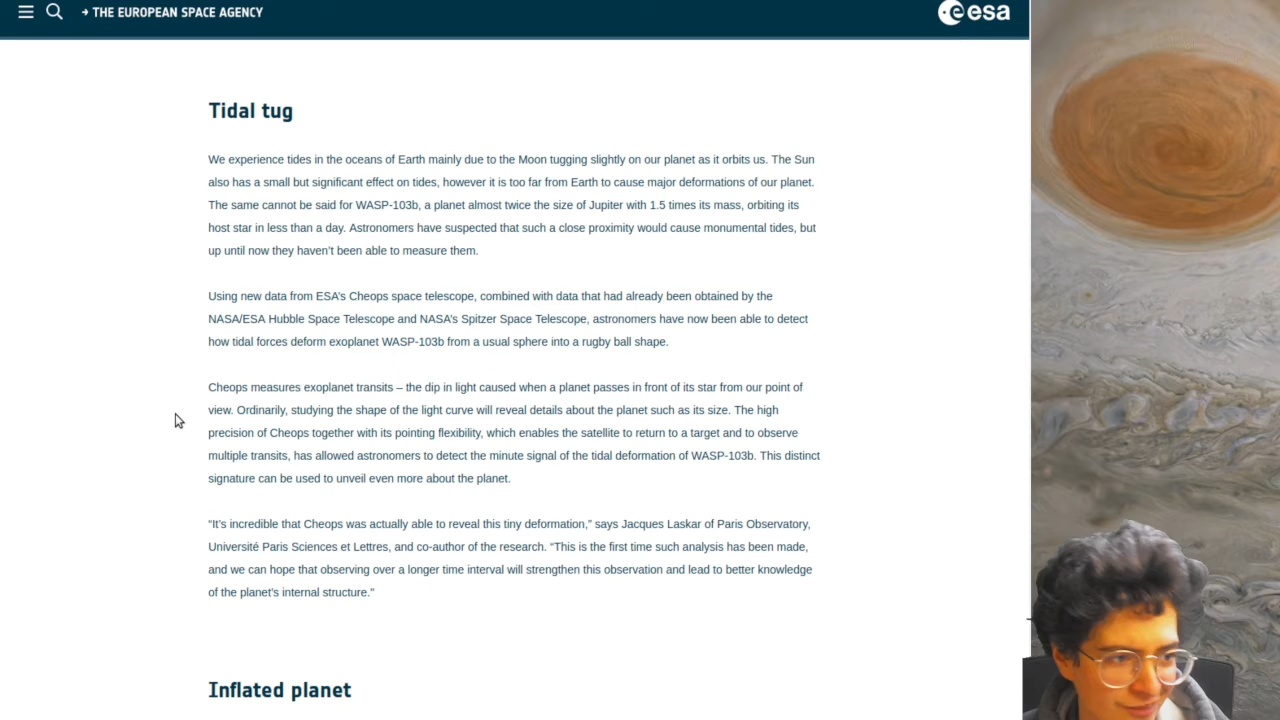 → THE EUROPEAN SPACE AGENCY
esa
Tidal tug
We experience tides in the oceans of Earth mainly due to the Moon tugging slightly on our planet as it orbits us. The Sun
also has a small but significant effect on tides, however it is too far from Earth to cause major deformations of our planet.
The same cannot be said for WASP-103b, a planet almost twice the size of Jupiter with 1.5 times its mass, orbiting its
host star in less than a day. Astronomers have suspected that such a close proximity would cause monumental tides, but
up until now they haven’t been able to measure them.
Using new data from ESA’s Cheops space telescope, combined with data that had already been obtained by the
NASA/ESA Hubble Space Telescope and NASA’s Spitzer Space Telescope, astronomers have now been able to detect
how tidal forces deform exoplanet WASP-103b from a usual sphere into a rugby ball shape.
Cheops measures exoplanet transits – the dip in light caused when a planet passes in front of its star from our point of
view. Ordinarily, studying the shape of the light curve will reveal details about the planet such as its size. The high
precision of Cheops together with its pointing flexibility, which enables the satellite to return to a target and to observe
multiple transits, has allowed astronomers to detect the minute signal of the tidal deformation of WASP-103b. This distinct
signature can be used to unveil even more about the planet.
“It’s incredible that Cheops was actually able to reveal this tiny deformation,” says Jacques Laskar of Paris Observatory,
Université Paris Sciences et Lettres, and co-author of the research. “This is the first time such analysis has been made,
and we can hope that observing over a longer time interval will strengthen this observation and lead to better knowledge
of the planet’s internal structure.”
Inflated planet